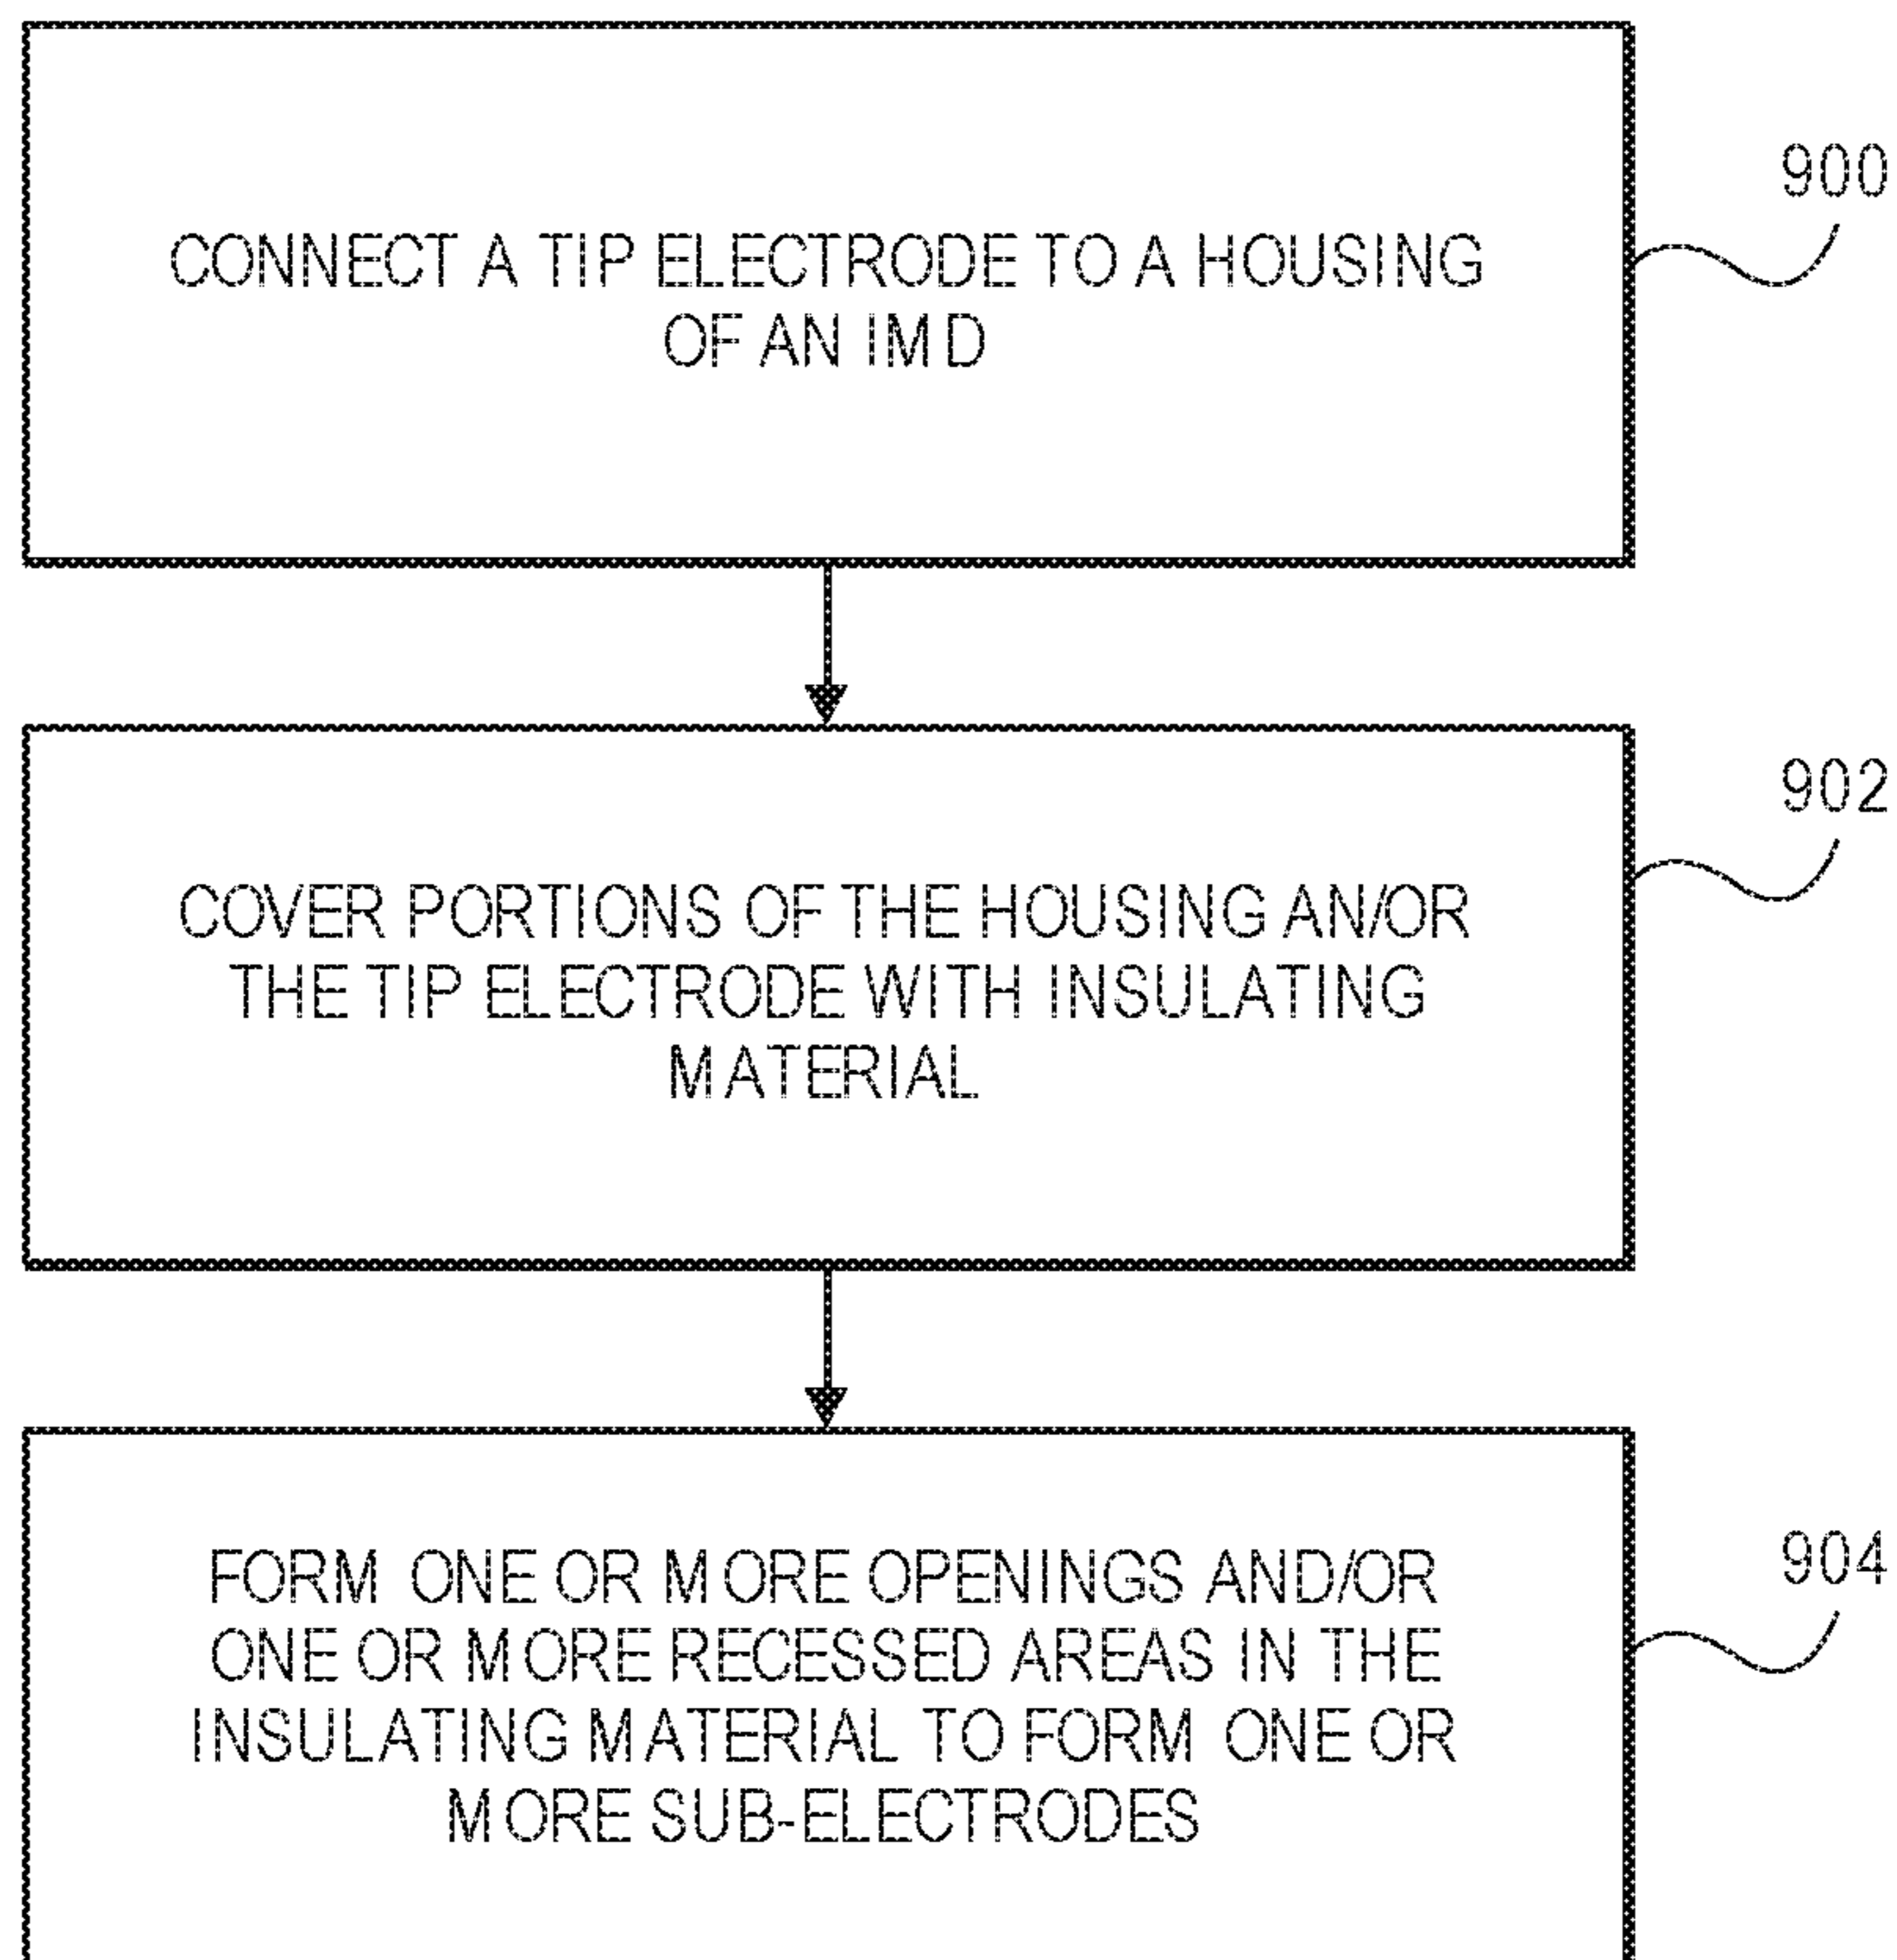 900
CONNECT A TIP ELECTRODE TO A HOUSING
OF AN IMD
902
COVER PORTIONS OF THE HOUSING AN/OR
THE TIP ELECTRODE WITH INSULATING
MATERIAL
904
FORM ONE OR MORE OPENINGS AND/OR
ONE OR MORE RECESSED AREAS IN THE
INSULATING MATERIAL TO FORM ONE OR
MORE SUB-ELECTRODES